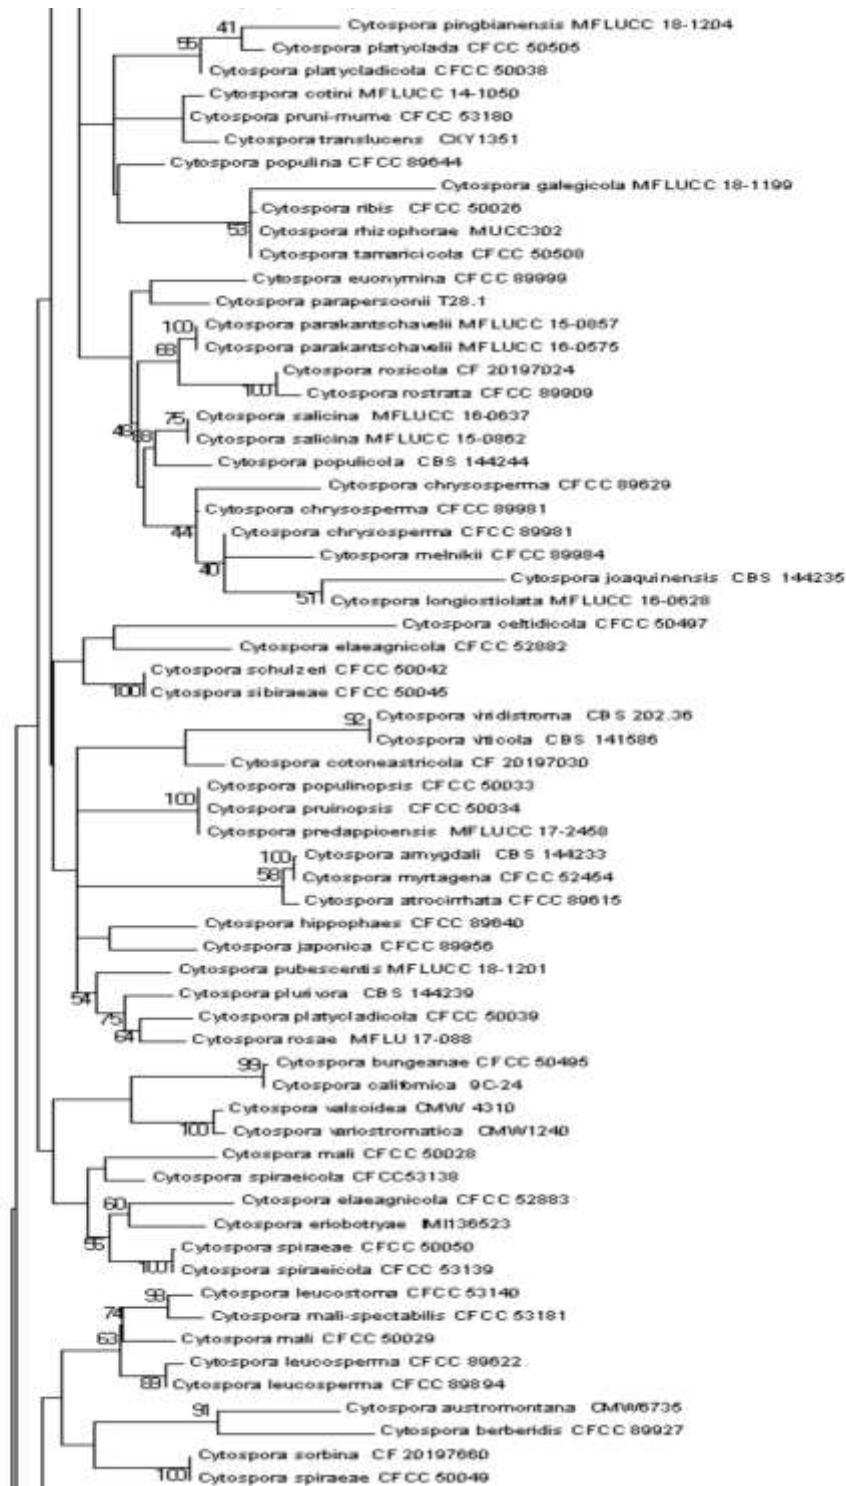 41
Cytospora pingbianensis MFLUCC 18-1204
55
Cytospora platyclada CFCC 50505
Cytospora platycladicola CFCC 50038
Cytospora cotini MFLUCC 14-1050
Cytospora pruni-mume CFCC 53180
Cytospora translucens CXY1351
Cytospora populina CFCC 89644
Cytospora galegicola MFLUCC 18-1199
Cytospora ribis CFCC 50026
53
Cytospora rhizophorae MUCC302
Cytospora tamaricicola CFCC 50508
Cytospora euonymina CFCC 89999
Cytospora parapersoonii T28.1
100
Cytospora parakantschavelii MFLUCC 15-0857
68
Cytospora parakantschavelii MFLUCC 16-0575
Cytospora rosicola CF 20197024
100
Cytospora rostrata CFCC 89909
75
Cytospora salicina MFLUCC 16-0637
Cytospora salicina MFLUCC 15-0862
Cytospora populicola CBS 144244
Cytospora chrysosperma CFCC 89629
Cytospora chrysosperma CFCC 89981
44
Cytospora chrysosperma CFCC 89981
40
Cytospora melnikii CFCC 89984
Cytospora joaquinensis CBS 144235
51
Cytospora longiostiolata MFLUCC 16-0628
Cytospora celtidicola CFCC 50497
Cytospora elaeagnicola CFCC 52882
Cytospora schulzeri CFCC 50042
100
Cytospora sibiraeae CFCC 50045
92
Cytospora viridistroma CBS 202.36
Cytospora viticola CBS 141586
Cytospora cotoneastricola CF 20197030
Cytospora populinopsis CFCC 50033
100
Cytospora pruinopsis CFCC 50034
Cytospora predappioensis MFLUCC 17-2458
100
Cytospora amygdali CBS 144233
58
Cytospora myrtagena CFCC 52454
Cytospora atrocirrhata CFCC 89615
Cytospora hippophaes CFCC 89640
Cytospora japonica CFCC 89956
Cytospora pubescentis MFLUCC 18-1201
54
Cytospora plurivora CBS 144239
75
Cytospora platycladicola CFCC 50039
64
Cytospora rosae MFLU 17-088
99
Cytospora bungeanae CFCC 50495
Cytospora californica 9C-24
Cytospora valsoidea CMW 4310
100
Cytospora variostromatica CMW1240
Cytospora mali CFCC 50028
Cytospora spiraeicola CFCC53138
60
Cytospora elaeagnicola CFCC 52883
Cytospora eriobotryae IMI136523
55
Cytospora spiraeae CFCC 50050
100
Cytospora spiraeicola CFCC 53139
98
Cytospora leucostoma CFCC 53140
74
Cytospora mali-spectabilis CFCC 53181
63
Cytospora mali CFCC 50029
Cytospora leucosperma CFCC 89622
89
Cytospora leucosperma CFCC 89894
91
Cytospora austromontana CMW6735
Cytospora berberidis CFCC 89927
Cytospora sorbina CF 20197660
100
Cytospora spiraeae CFCC 50049